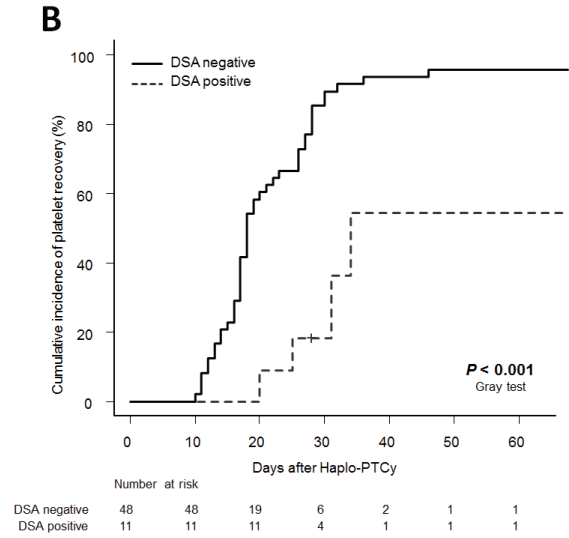 B
DSA negative
DSA positive
Cumulative incidence of platelet recovery (%)
100
80
60
40
20
0
P < 0.001
Gray test
0 10 20 30 40 50 60
Days after Haplo-PTCy
Number at risk
DSA negative 48 48 19 6 2 1 1
DSA positive 11 11 11 4 1 1 1